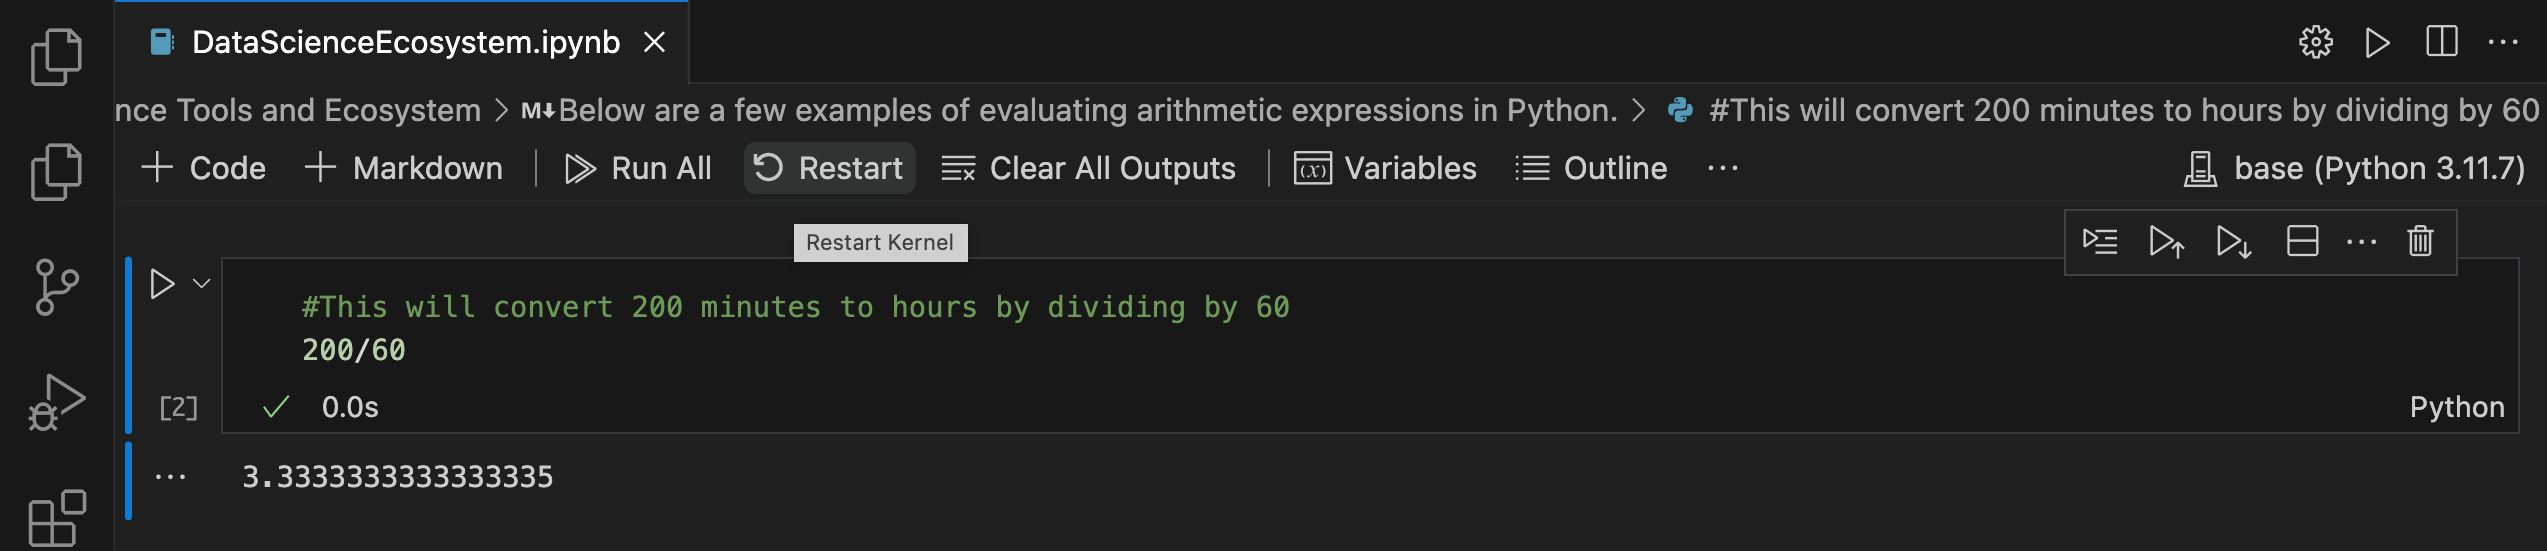 DataScienceEcosystem.ipynb
nce Tools and Ecosystem > M↓Below are a few examples of evaluating arithmetic expressions in Python. > #This will convert 200 minutes to hours by dividing by 60
+ Code + Markdown | Run All Restart Clear All Outputs | (x) Variables Outline ··· base (Python 3.11.7)
Restart Kernel
#This will convert 200 minutes to hours by dividing by 60
200/60
[2] ✓ 0.0s Python
··· 3.3333333333333335